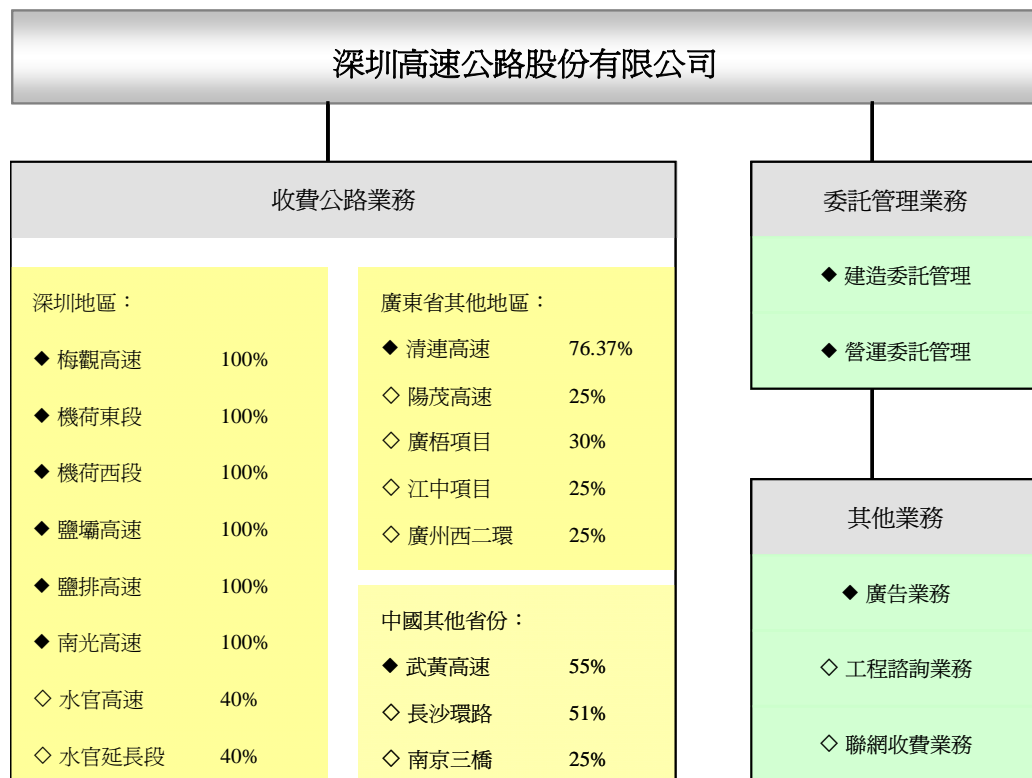 深圳高速公路股份有限公司
收費公路業務
深圳地區：
◆ 梅觀高速 100%
◆ 機荷東段 100%
◆ 機荷西段 100%
◆ 鹽壩高速 100%
◆ 鹽排高速 100%
◆ 南光高速 100%
◇ 水官高速 40%
◇ 水官延長段 40%
廣東省其他地區：
◆ 清連高速 76.37%
◇ 陽茂高速 25%
◇ 廣梧項目 30%
◇ 江中項目 25%
◇ 廣州西二環 25%
中國其他省份：
◆ 武黃高速 55%
◇ 長沙環路 51%
◇ 南京三橋 25%
委託管理業務
◆ 建造委託管理
◆ 營運委託管理
其他業務
◆ 廣告業務
◇ 工程諮詢業務
◇ 聯網收費業務